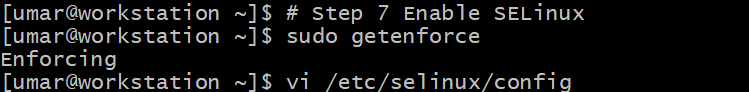 [umar@workstation ~]$ # Step 7 Enable SELinux
[umar@workstation ~]$ sudo getenforce
Enforcing
[umar@workstation ~]$ vi /etc/selinux/config